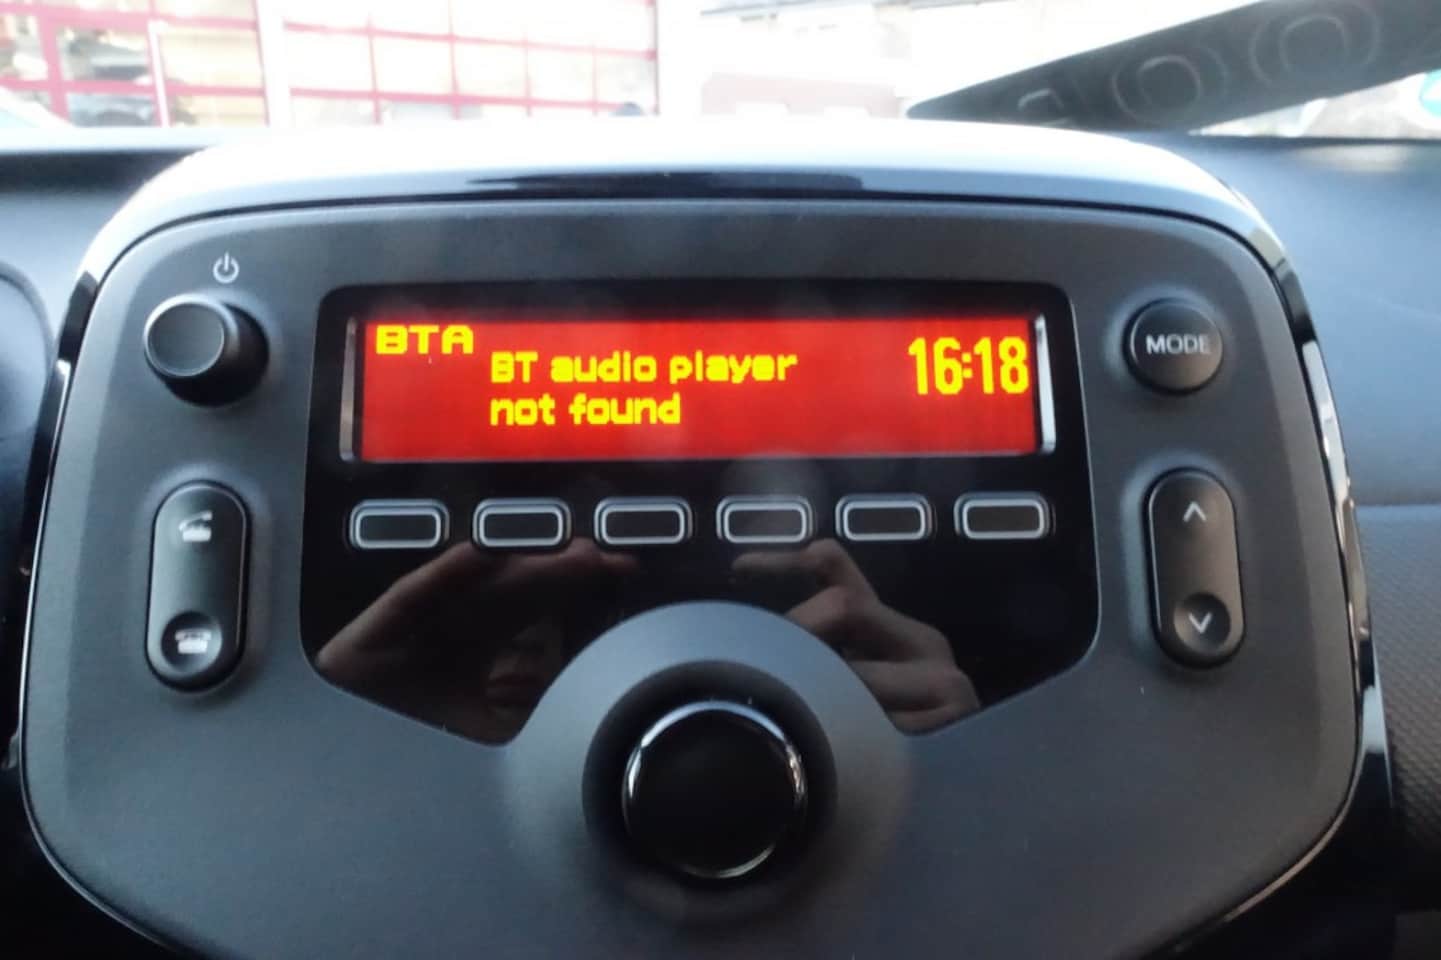 BTA
BT audio player
not found
16:18
MODE